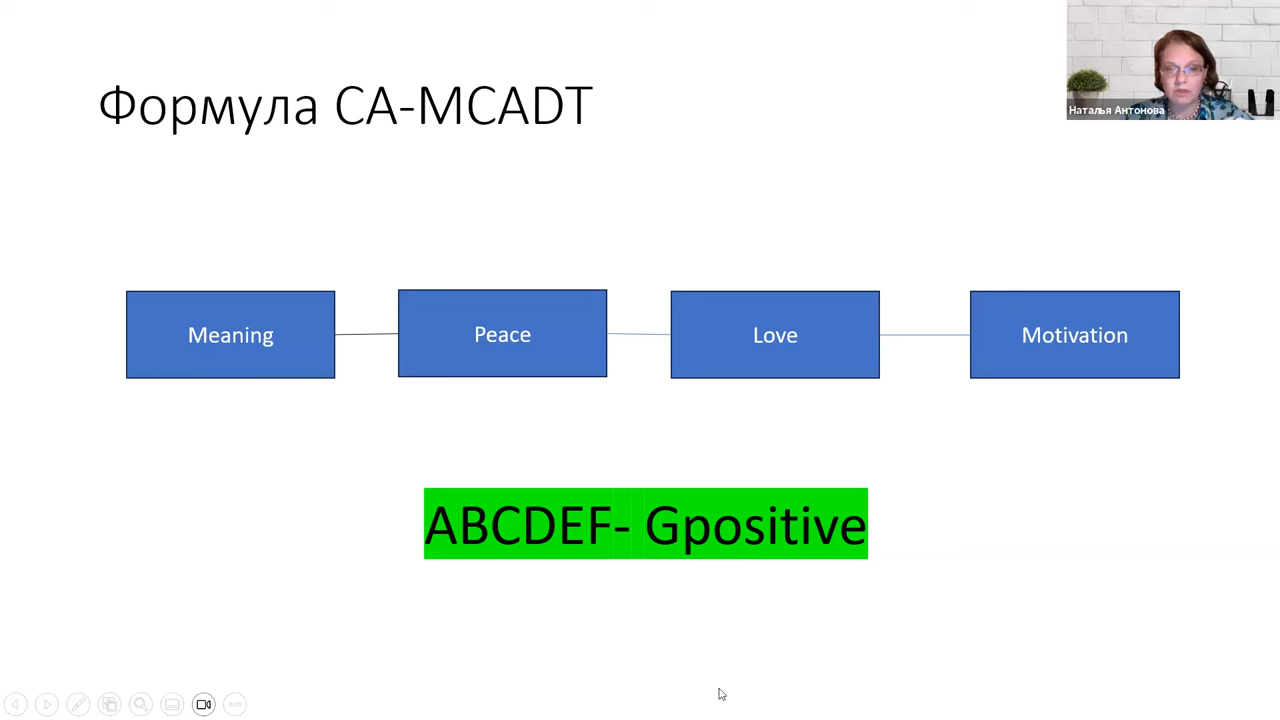 Формула CA-MCADT
Наталья Антонова
Meaning
Peace
Love
Motivation
ABCDEF- Gpositive